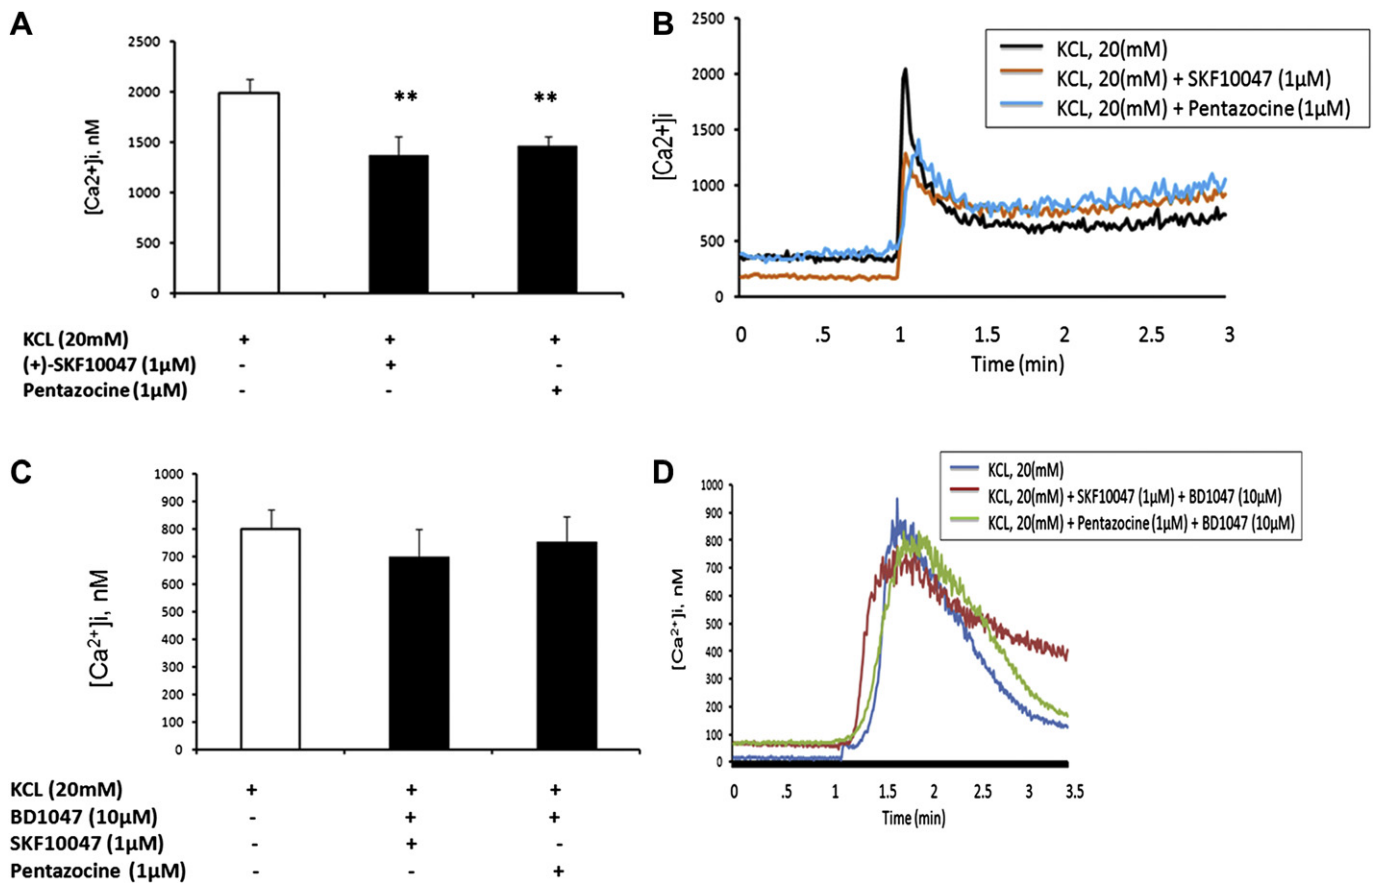 A
2500
2000
1500
1000
500
0
[Ca2+]i, nM
**
**
KCL (20mM) + + +
(+)-SKF10047 (1μM) - + -
Pentazocine (1μM) - - +
B
2500
2000
1500
1000
500
0
[Ca2+]i
KCL, 20(mM)
KCL, 20(mM) + SKF10047 (1μM)
KCL, 20(mM) + Pentazocine (1μM)
0 .5 1 1.5 2 2.5 3
Time (min)
C
1000
900
800
700
600
500
400
300
200
100
0
[Ca²⁺]i, nM
KCL (20mM) + + +
BD1047 (10μM) - + +
SKF10047 (1μM) - + -
Pentazocine (1μM) - - +
D
KCL, 20(mM)
KCL, 20(mM) + SKF10047 (1μM) + BD1047 (10μM)
KCL, 20(mM) + Pentazocine (1μM) + BD1047 (10μM)
1000
900
800
700
600
500
400
300
200
100
0
[Ca²⁺]i, nM
0 .5 1 1.5 2 2.5 3 3.5
Time (min)